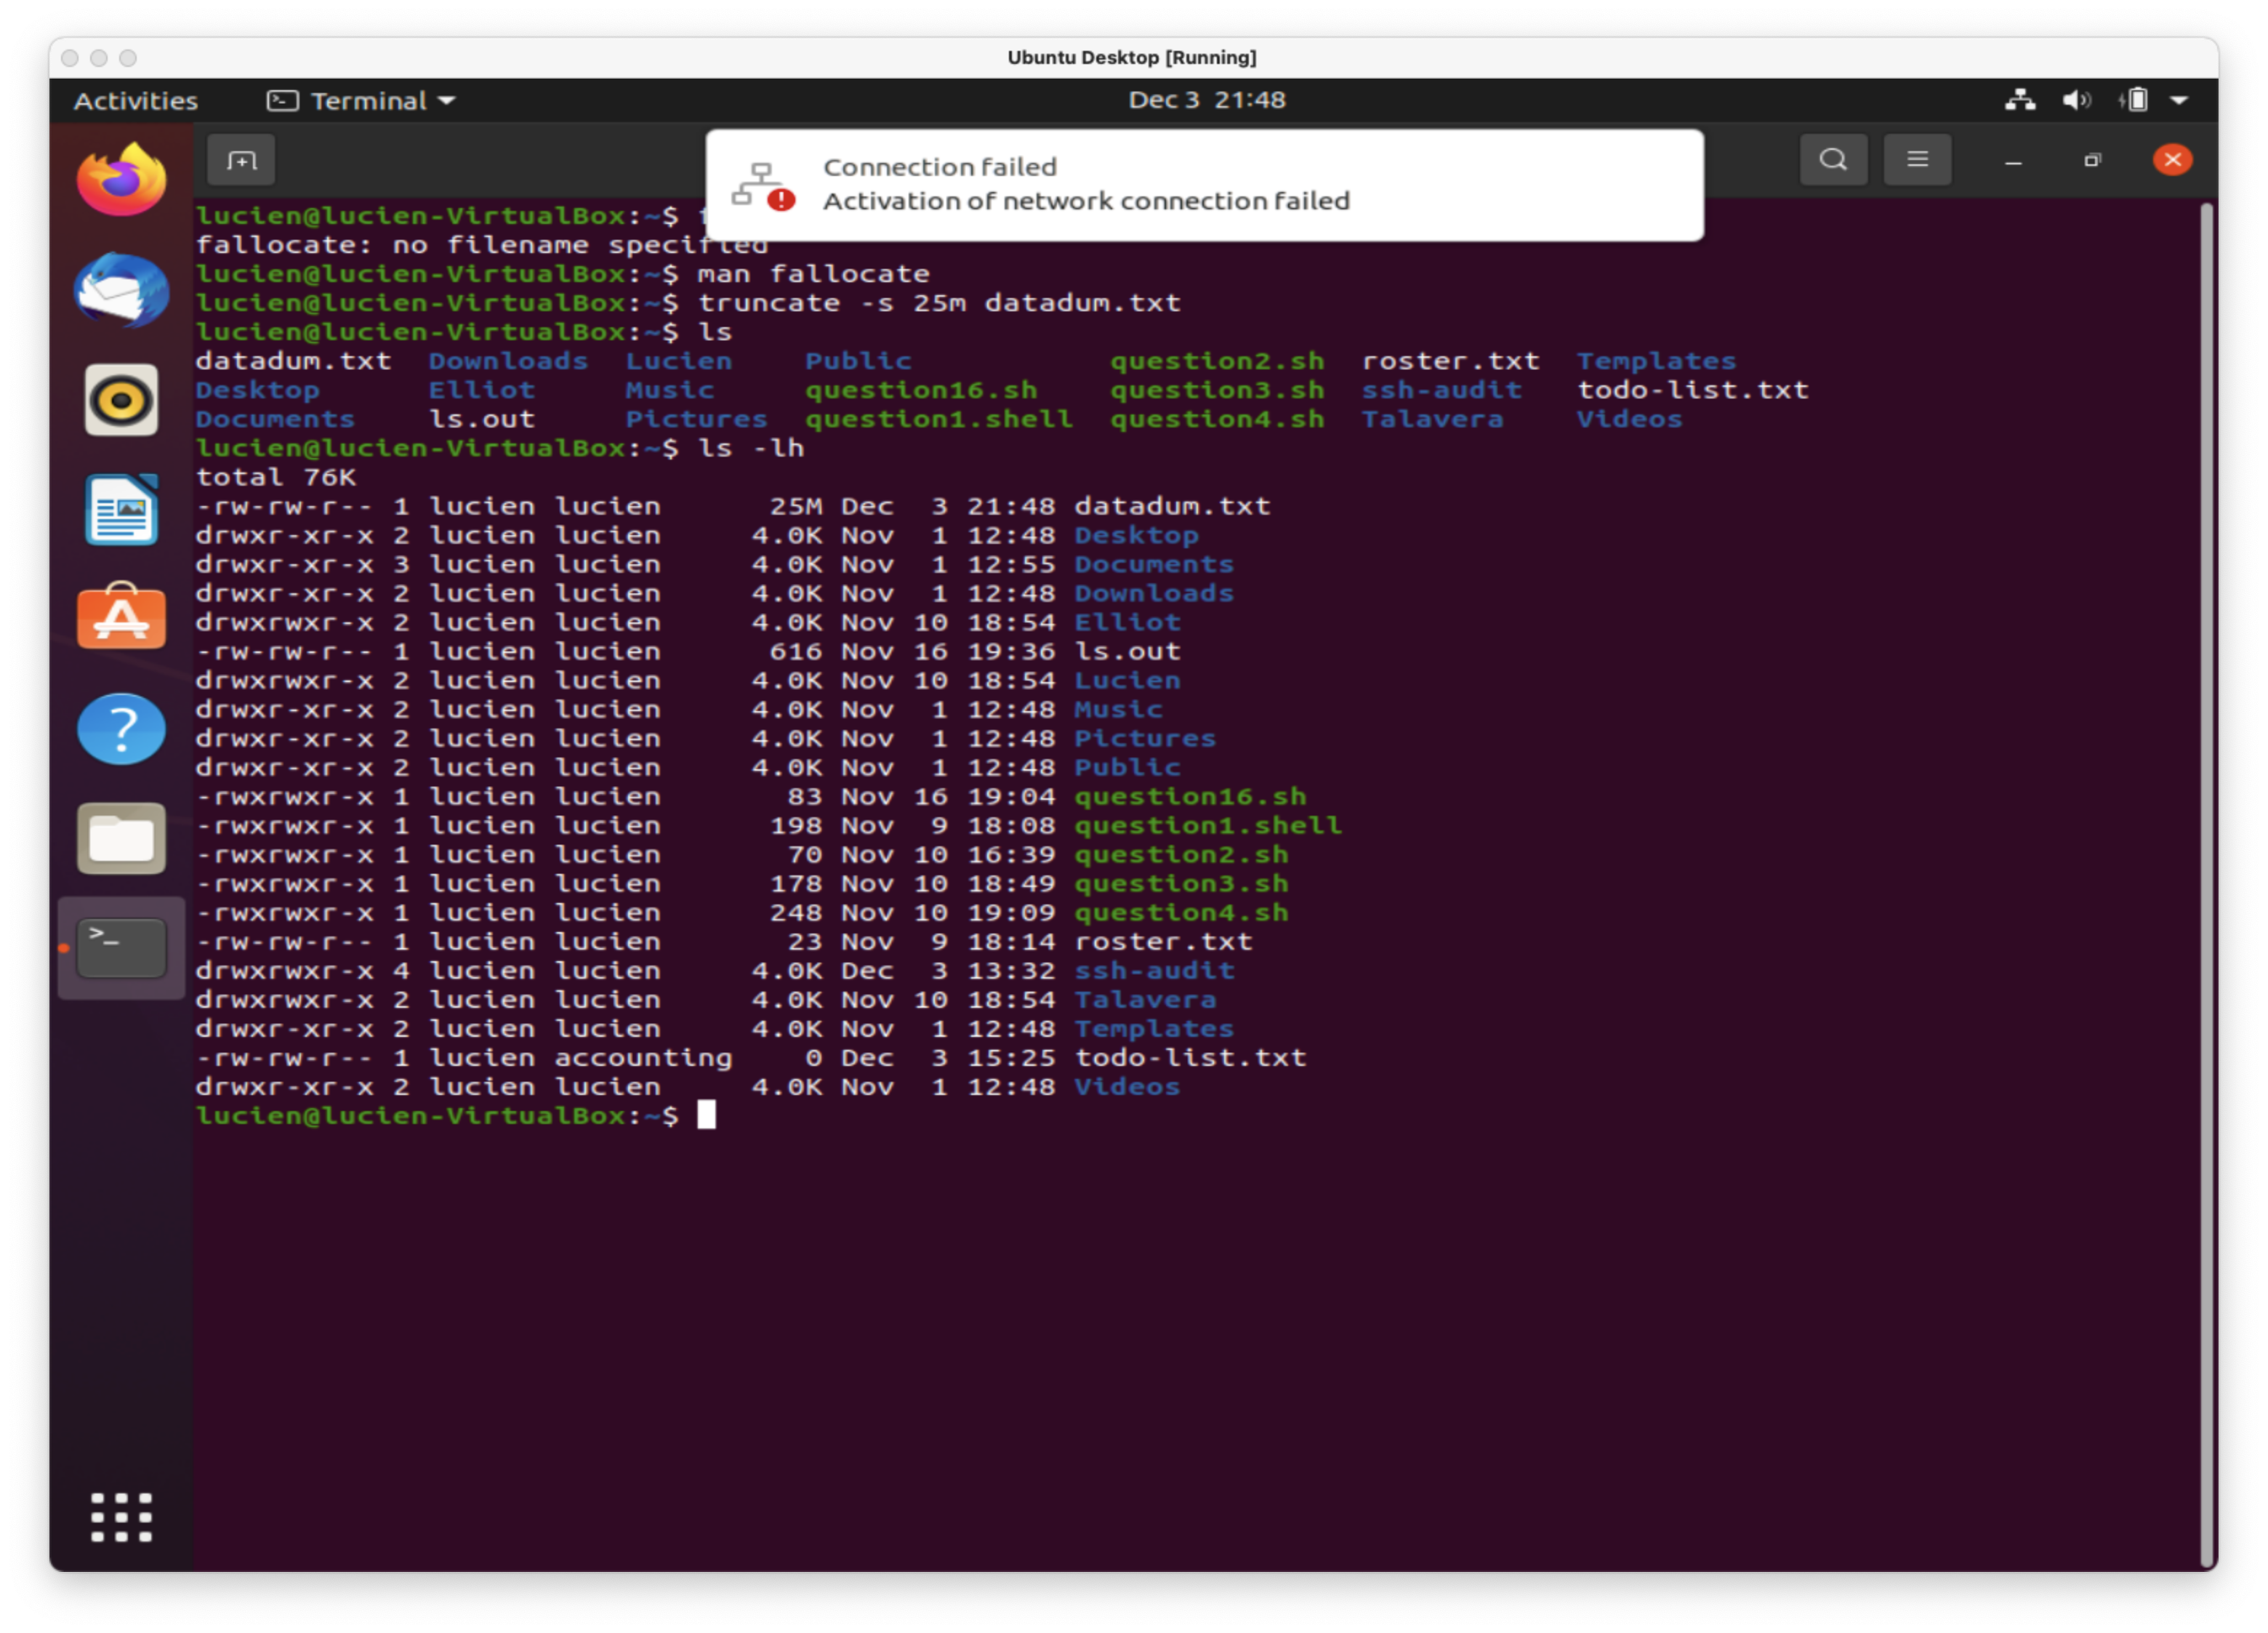 Ubuntu Desktop [Running]
Activities Terminal Dec 3 21:48
Connection failed
Activation of network connection failed
lucien@lucien-VirtualBox:~$
fallocate: no filename specified
lucien@lucien-VirtualBox:~$ man fallocate
lucien@lucien-VirtualBox:~$ truncate -s 25m datadum.txt
lucien@lucien-VirtualBox:~$ ls
datadum.txt Downloads Lucien Public question2.sh roster.txt Templates
Desktop Elliot Music question16.sh question3.sh ssh-audit todo-list.txt
Documents ls.out Pictures question1.shell question4.sh Talavera Videos
lucien@lucien-VirtualBox:~$ ls -lh
total 76K
-rw-rw-r-- 1 lucien lucien 25M Dec 3 21:48 datadum.txt
drwxr-xr-x 2 lucien lucien 4.0K Nov 1 12:48 Desktop
drwxr-xr-x 3 lucien lucien 4.0K Nov 1 12:55 Documents
drwxr-xr-x 2 lucien lucien 4.0K Nov 1 12:48 Downloads
drwxrwxr-x 2 lucien lucien 4.0K Nov 10 18:54 Elliot
-rw-rw-r-- 1 lucien lucien 616 Nov 16 19:36 ls.out
drwxrwxr-x 2 lucien lucien 4.0K Nov 10 18:54 Lucien
drwxr-xr-x 2 lucien lucien 4.0K Nov 1 12:48 Music
drwxr-xr-x 2 lucien lucien 4.0K Nov 1 12:48 Pictures
drwxr-xr-x 2 lucien lucien 4.0K Nov 1 12:48 Public
-rwxrwxr-x 1 lucien lucien 83 Nov 16 19:04 question16.sh
-rwxrwxr-x 1 lucien lucien 198 Nov 9 18:08 question1.shell
-rwxrwxr-x 1 lucien lucien 70 Nov 10 16:39 question2.sh
-rwxrwxr-x 1 lucien lucien 178 Nov 10 18:49 question3.sh
-rwxrwxr-x 1 lucien lucien 248 Nov 10 19:09 question4.sh
-rw-rw-r-- 1 lucien lucien 23 Nov 9 18:14 roster.txt
drwxrwxr-x 4 lucien lucien 4.0K Dec 3 13:32 ssh-audit
drwxrwxr-x 2 lucien lucien 4.0K Nov 10 18:54 Talavera
drwxr-xr-x 2 lucien lucien 4.0K Nov 1 12:48 Templates
-rw-rw-r-- 1 lucien accounting 0 Dec 3 15:25 todo-list.txt
drwxr-xr-x 2 lucien lucien 4.0K Nov 1 12:48 Videos
lucien@lucien-VirtualBox:~$